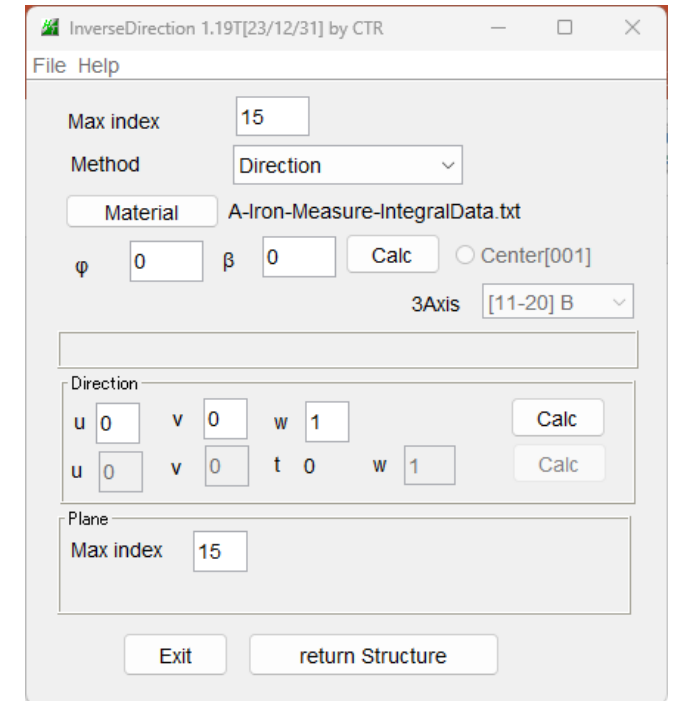 InverseDirection 1.19T[23/12/31] by CTR
File Help
Max index 15
Method Direction
Material A-Iron-Measure-IntegralData.txt
φ 0 β 0 Calc Center[001]
3Axis [11-20] B
Direction
u 0 v 0 w 1 Calc
u 0 v 0 t 0 w 1 Calc
Plane
Max index 15
Exit return Structure